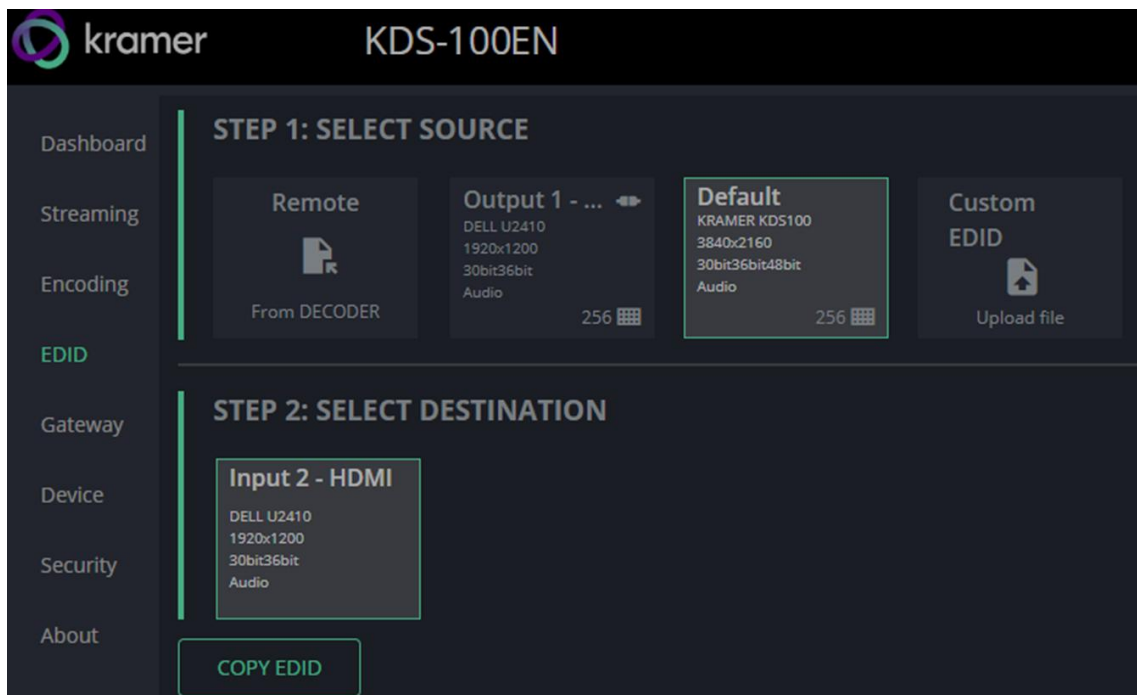 kramer
KDS-100EN
Dashboard
Streaming
Encoding
EDID
Gateway
Device
Security
About
STEP 1: SELECT SOURCE
Remote
From DECODER
Output 1 - ...
DELL U2410
1920x1200
30bit36bit
Audio
256
Default
KRAMER KDS100
3840x2160
30bit36bit48bit
Audio
256
Custom
EDID
Upload file
STEP 2: SELECT DESTINATION
Input 2 - HDMI
DELL U2410
1920x1200
30bit36bit
Audio
COPY EDID